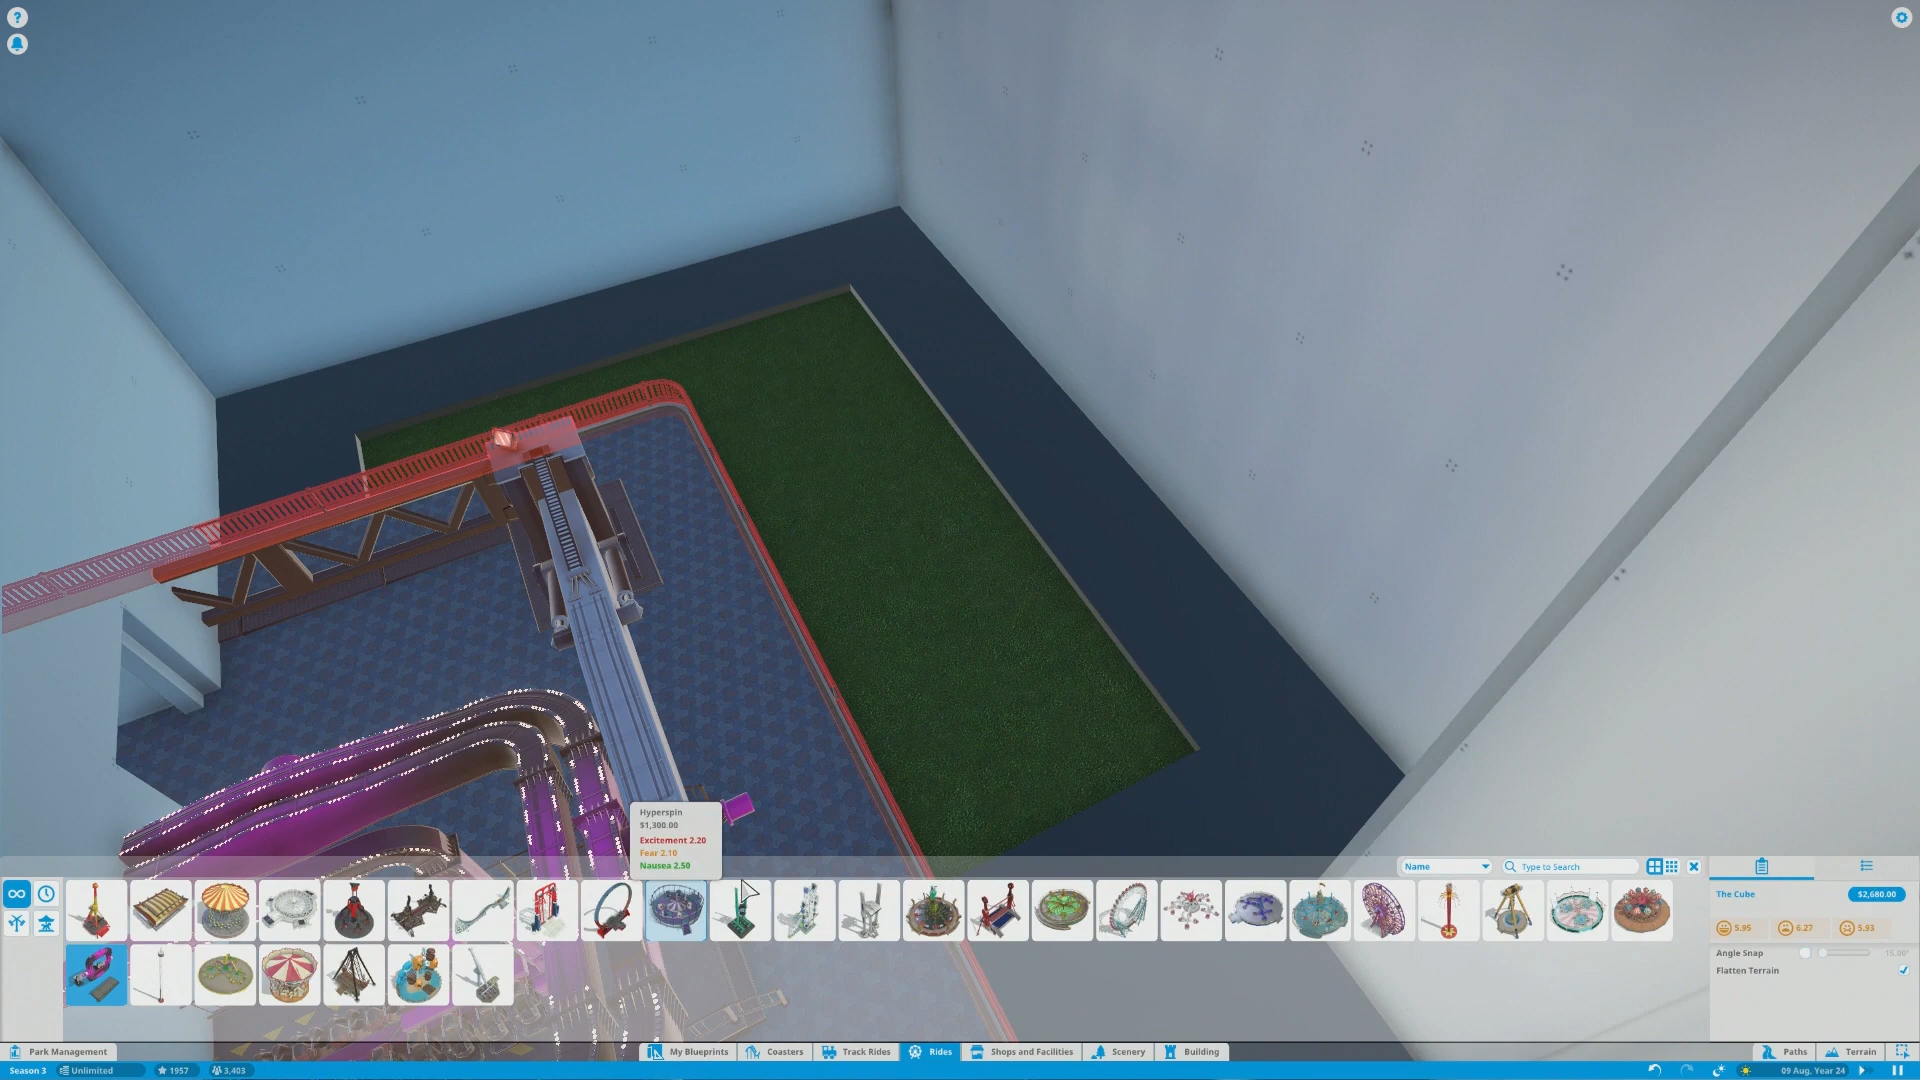 ?
Hyperspin
$1,300.00
Excitement 2.20
Fear 2.10
Nausea 2.50
Name
Type to Search
The Cube
$2,680.00
5.95
6.27
5.93
Angle Snap
15.00°
Flatten Terrain
Park Management
My Blueprints
Coasters
Track Rides
Rides
Shops and Facilities
Scenery
Building
Paths
Terrain
Season 3
Unlimited
1957
3,403
09 Aug, Year 24